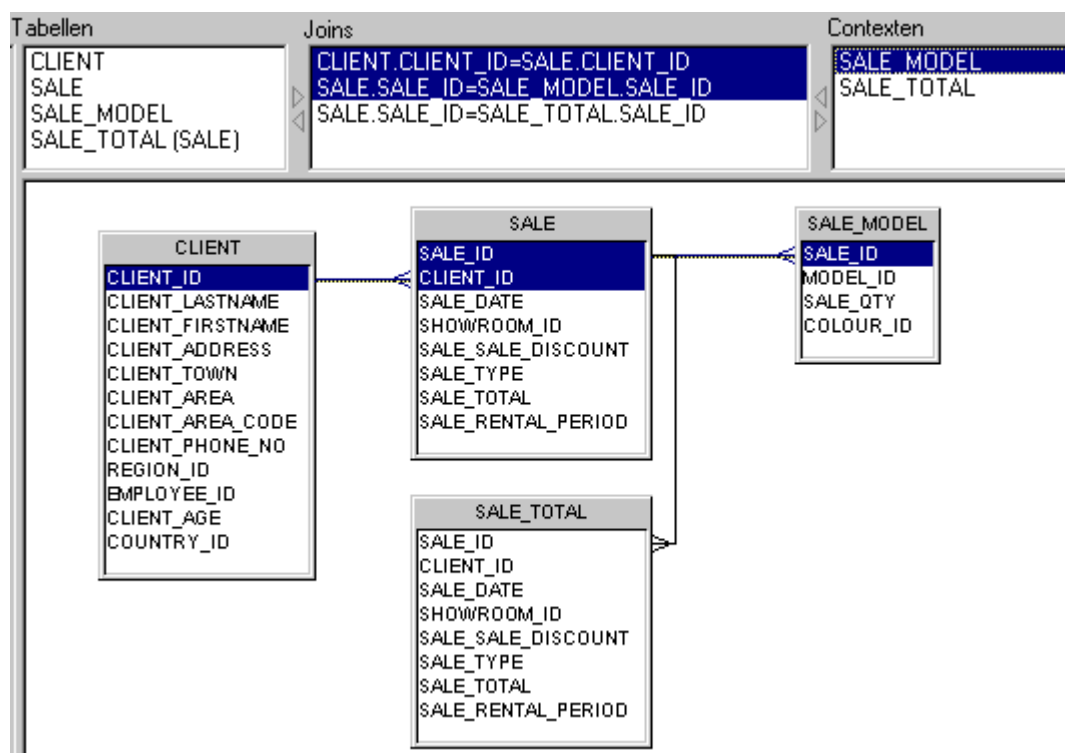 Tabellen
CLIENT
SALE
SALE_MODEL
SALE_TOTAL (SALE)
Joins
CLIENT.CLIENT_ID=SALE.CLIENT_ID
SALE.SALE_ID=SALE_MODEL.SALE_ID
SALE.SALE_ID=SALE_TOTAL.SALE_ID
Contexten
SALE_MODEL
SALE_TOTAL
CLIENT
CLIENT_ID
CLIENT_LASTNAME
CLIENT_FIRSTNAME
CLIENT_ADDRESS
CLIENT_TOWN
CLIENT_AREA
CLIENT_AREA_CODE
CLIENT_PHONE_NO
REGION_ID
EMPLOYEE_ID
CLIENT_AGE
COUNTRY_ID
SALE
SALE_ID
CLIENT_ID
SALE_DATE
SHOWROOM_ID
SALE_SALE_DISCOUNT
SALE_TYPE
SALE_TOTAL
SALE_RENTAL_PERIOD
SALE_MODEL
SALE_ID
MODEL_ID
SALE_QTY
COLOUR_ID
SALE_TOTAL
SALE_ID
CLIENT_ID
SALE_DATE
SHOWROOM_ID
SALE_SALE_DISCOUNT
SALE_TYPE
SALE_TOTAL
SALE_RENTAL_PERIOD